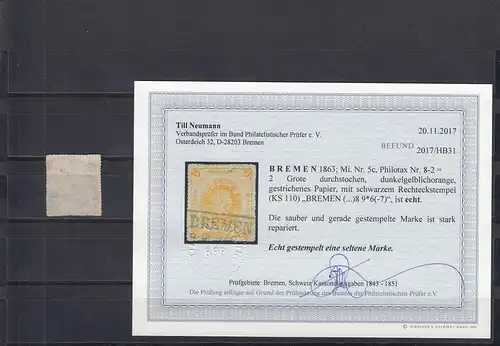 Till Neumann
Verbandsprüfer im Bund Philatelistischer Prüfer e. V.
Osterdeich 32, D-28203 Bremen
20.11.2017
BEFUND 2017/HB31
BREMEN 1863; Mi. Nr. 5c, Philotax Nr. 8-2 =
2 Grote durchstochen, dunkelgelblichorange,
gestrichenes Papier, mit schwarzem Rechteckstempel
(KS 110) „BREMEN (...)8 9*6(-7)“, ist echt.
Die sauber und gerade gestempelte Marke ist stark
repariert.
Echt gestempelt eine seltene Marke.
BREMEN
Prüfgebiete: Bremen, Schweiz Kantonalausgaben 1843 - 1851
Die Prüfung erfolgte auf Grund der Prüfordnung des Bundes der Philatelistischen Prüfer e.V.